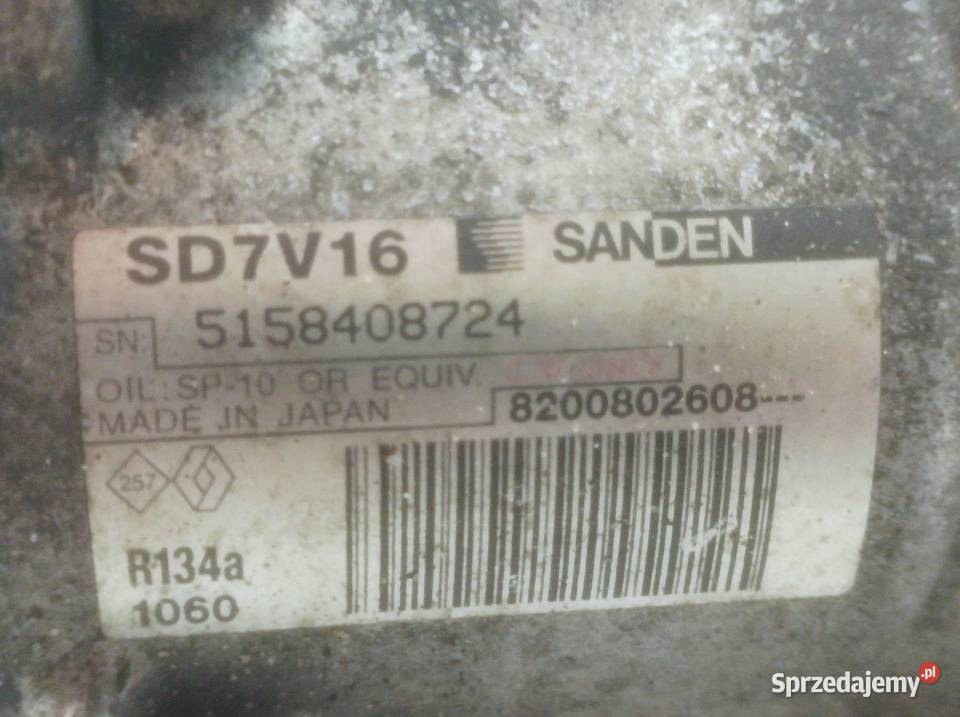 SD7V16 SANDEN
SN: 5158408724
OIL: SP-10 OR EQUIV.
MADE IN JAPAN 8200802608---
257
R134a
1060
Sprzedajemy.pl